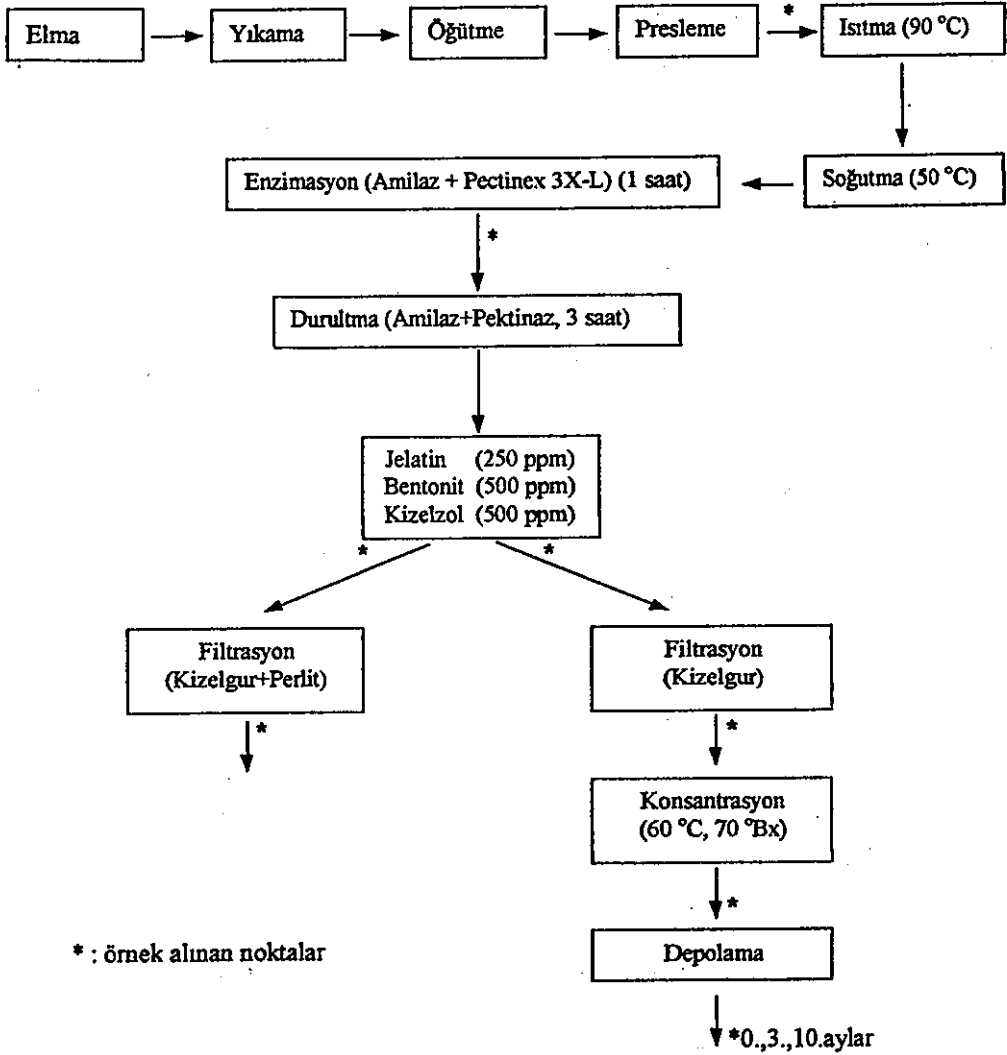 Elma
Yıkama
Öğütme
Presleme
*
Isıtma (90 °C)
Enzimasyon (Amilaz + Pectinex 3X-L) (1 saat)
Soğutma (50 °C)
*
Durultma (Amilaz+Pektinaz, 3 saat)
Jelatin (250 ppm)
Bentonit (500 ppm)
Kizelzol (500 ppm)
* *
Filtrasyon
(Kizelgur+Perlit)
*
Filtrasyon
(Kizelgur)
*
Konsantrasyon
(60 °C, 70 °Bx)
*
* : örnek alınan noktalar
Depolama
*0.,3.,10.aylar